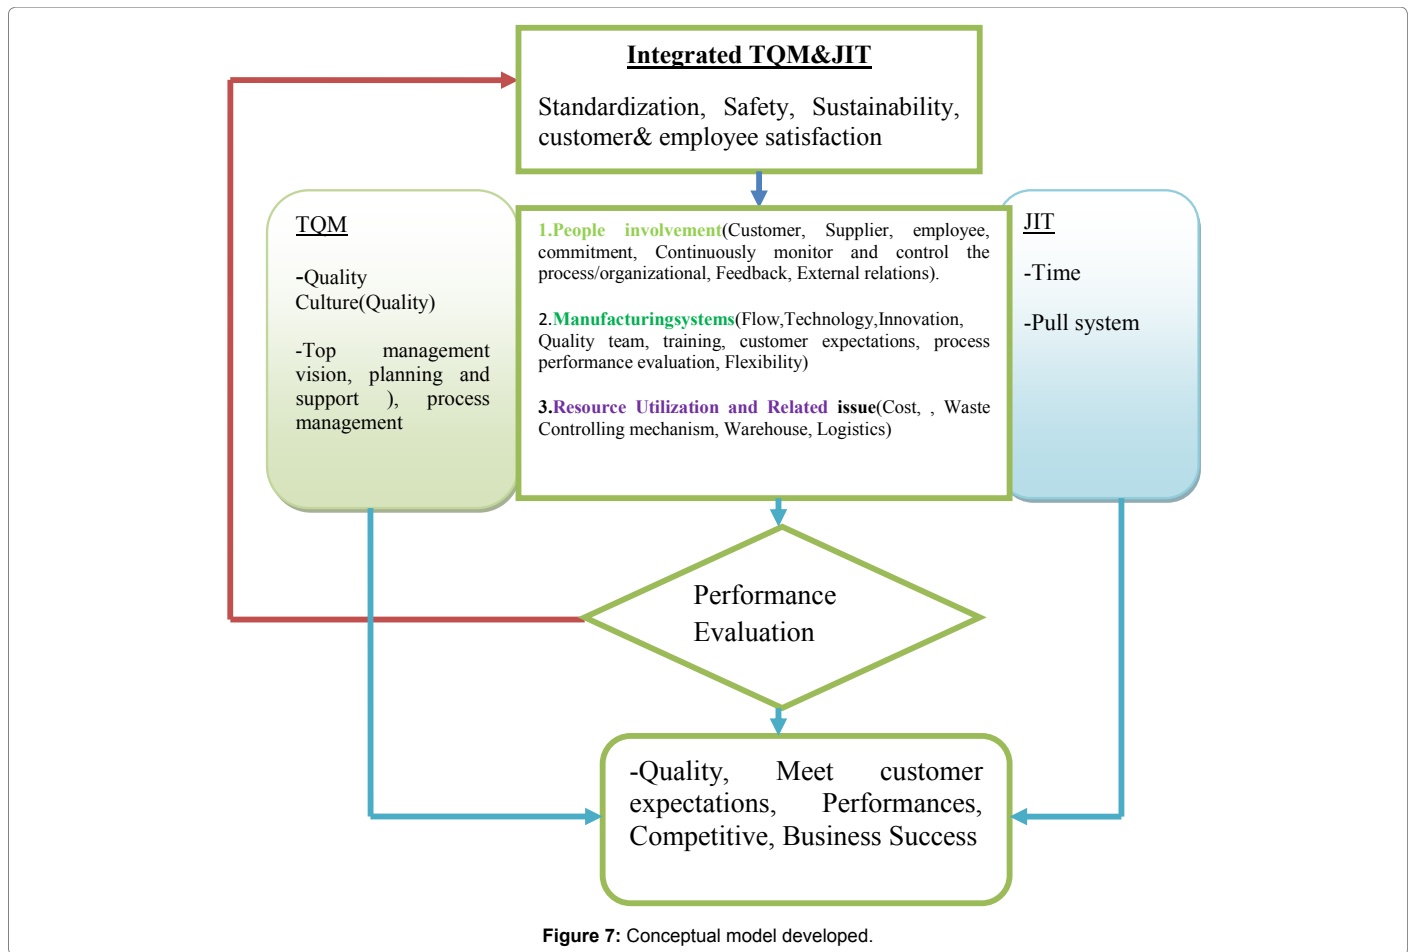 Integrated TQM&JIT
Standardization, Safety, Sustainability,
customer& employee satisfaction
TQM
-Quality
Culture(Quality)
-Top management
vision, planning and
support ), process
management
1.People involvement(Customer, Supplier, employee,
commitment, Continuously monitor and control the
process/organizational, Feedback, External relations).
2.Manufacturingsystems(Flow,Technology,Innovation,
Quality team, training, customer expectations, process
performance evaluation, Flexibility)
3.Resource Utilization and Related issue(Cost, , Waste
Controlling mechanism, Warehouse, Logistics)
JIT
-Time
-Pull system
Performance
Evaluation
-Quality, Meet customer
expectations, Performances,
Competitive, Business Success
Figure 7: Conceptual model developed.